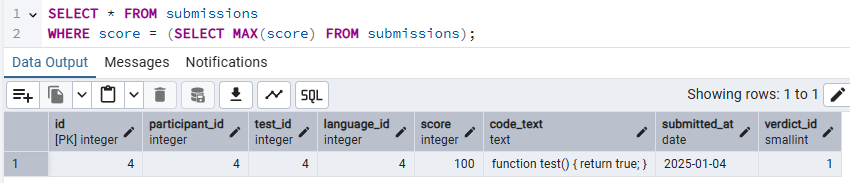 1 SELECT * FROM submissions
2 WHERE score = (SELECT MAX(score) FROM submissions);
Data Output Messages Notifications
SQL Showing rows: 1 to 1
id participant_id test_id language_id score code_text submitted_at verdict_id
[PK] integer integer integer integer integer text date smallint
1 4 4 4 4 100 function test() { return true; } 2025-01-04 1